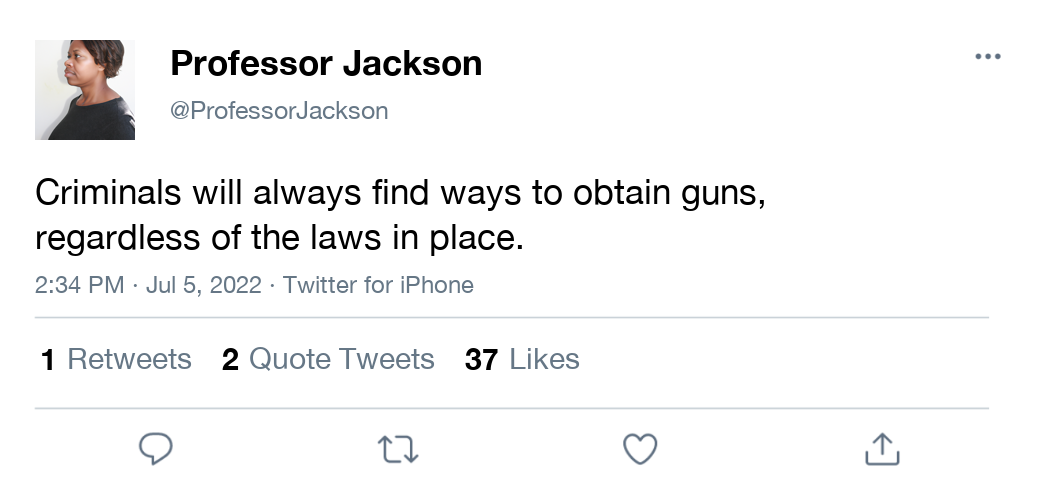 Professor Jackson
@ProfessorJackson
Criminals will always find ways to obtain guns,
regardless of the laws in place.
2:34 PM · Jul 5, 2022 · Twitter for iPhone
1 Retweets 2 Quote Tweets 37 Likes